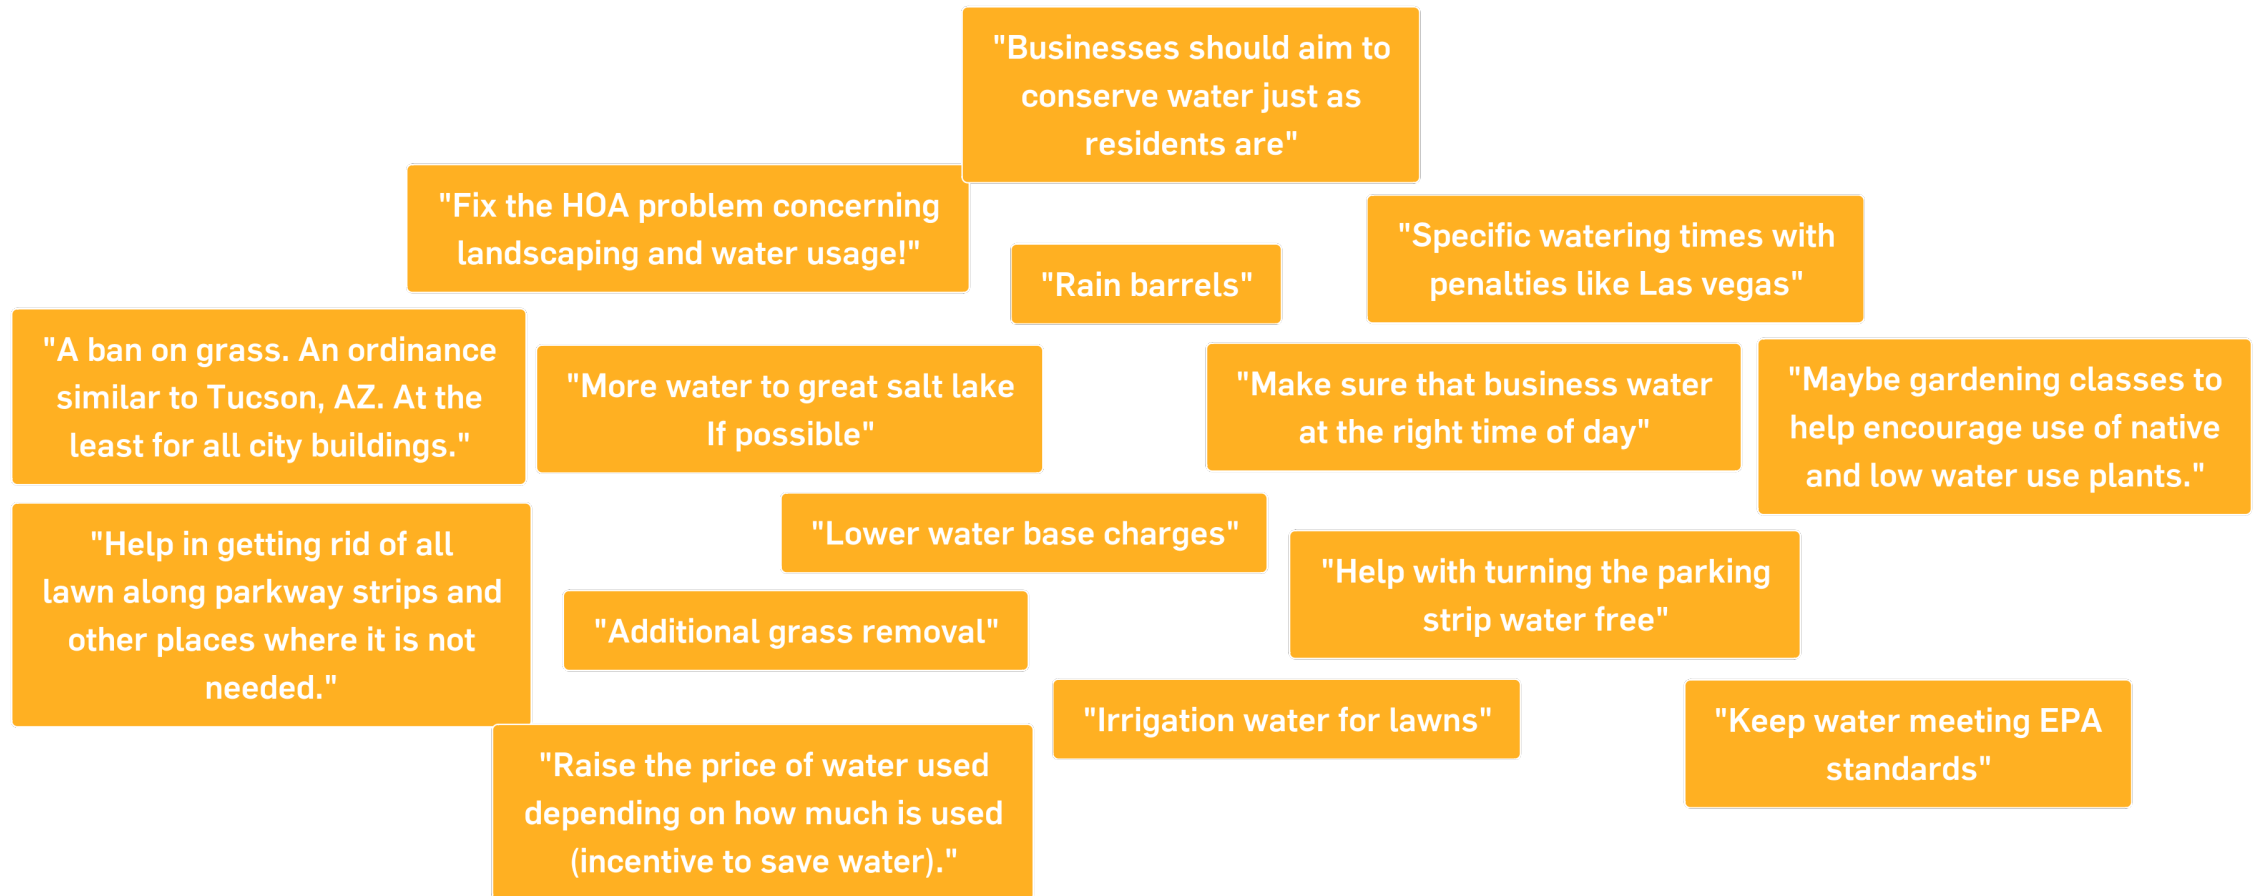 "Businesses should aim to
conserve water just as
residents are"
"Fix the HOA problem concerning
landscaping and water usage!"
"Specific watering times with
penalties like Las vegas"
"Rain barrels"
"A ban on grass. An ordinance
similar to Tucson, AZ. At the
least for all city buildings."
"More water to great salt lake
If possible"
"Make sure that business water
at the right time of day"
"Maybe gardening classes to
help encourage use of native
and low water use plants."
"Lower water base charges"
"Help in getting rid of all
lawn along parkway strips and
other places where it is not
needed."
"Help with turning the parking
strip water free"
"Additional grass removal"
"Irrigation water for lawns"
"Keep water meeting EPA
standards"
"Raise the price of water used
depending on how much is used
(incentive to save water)."